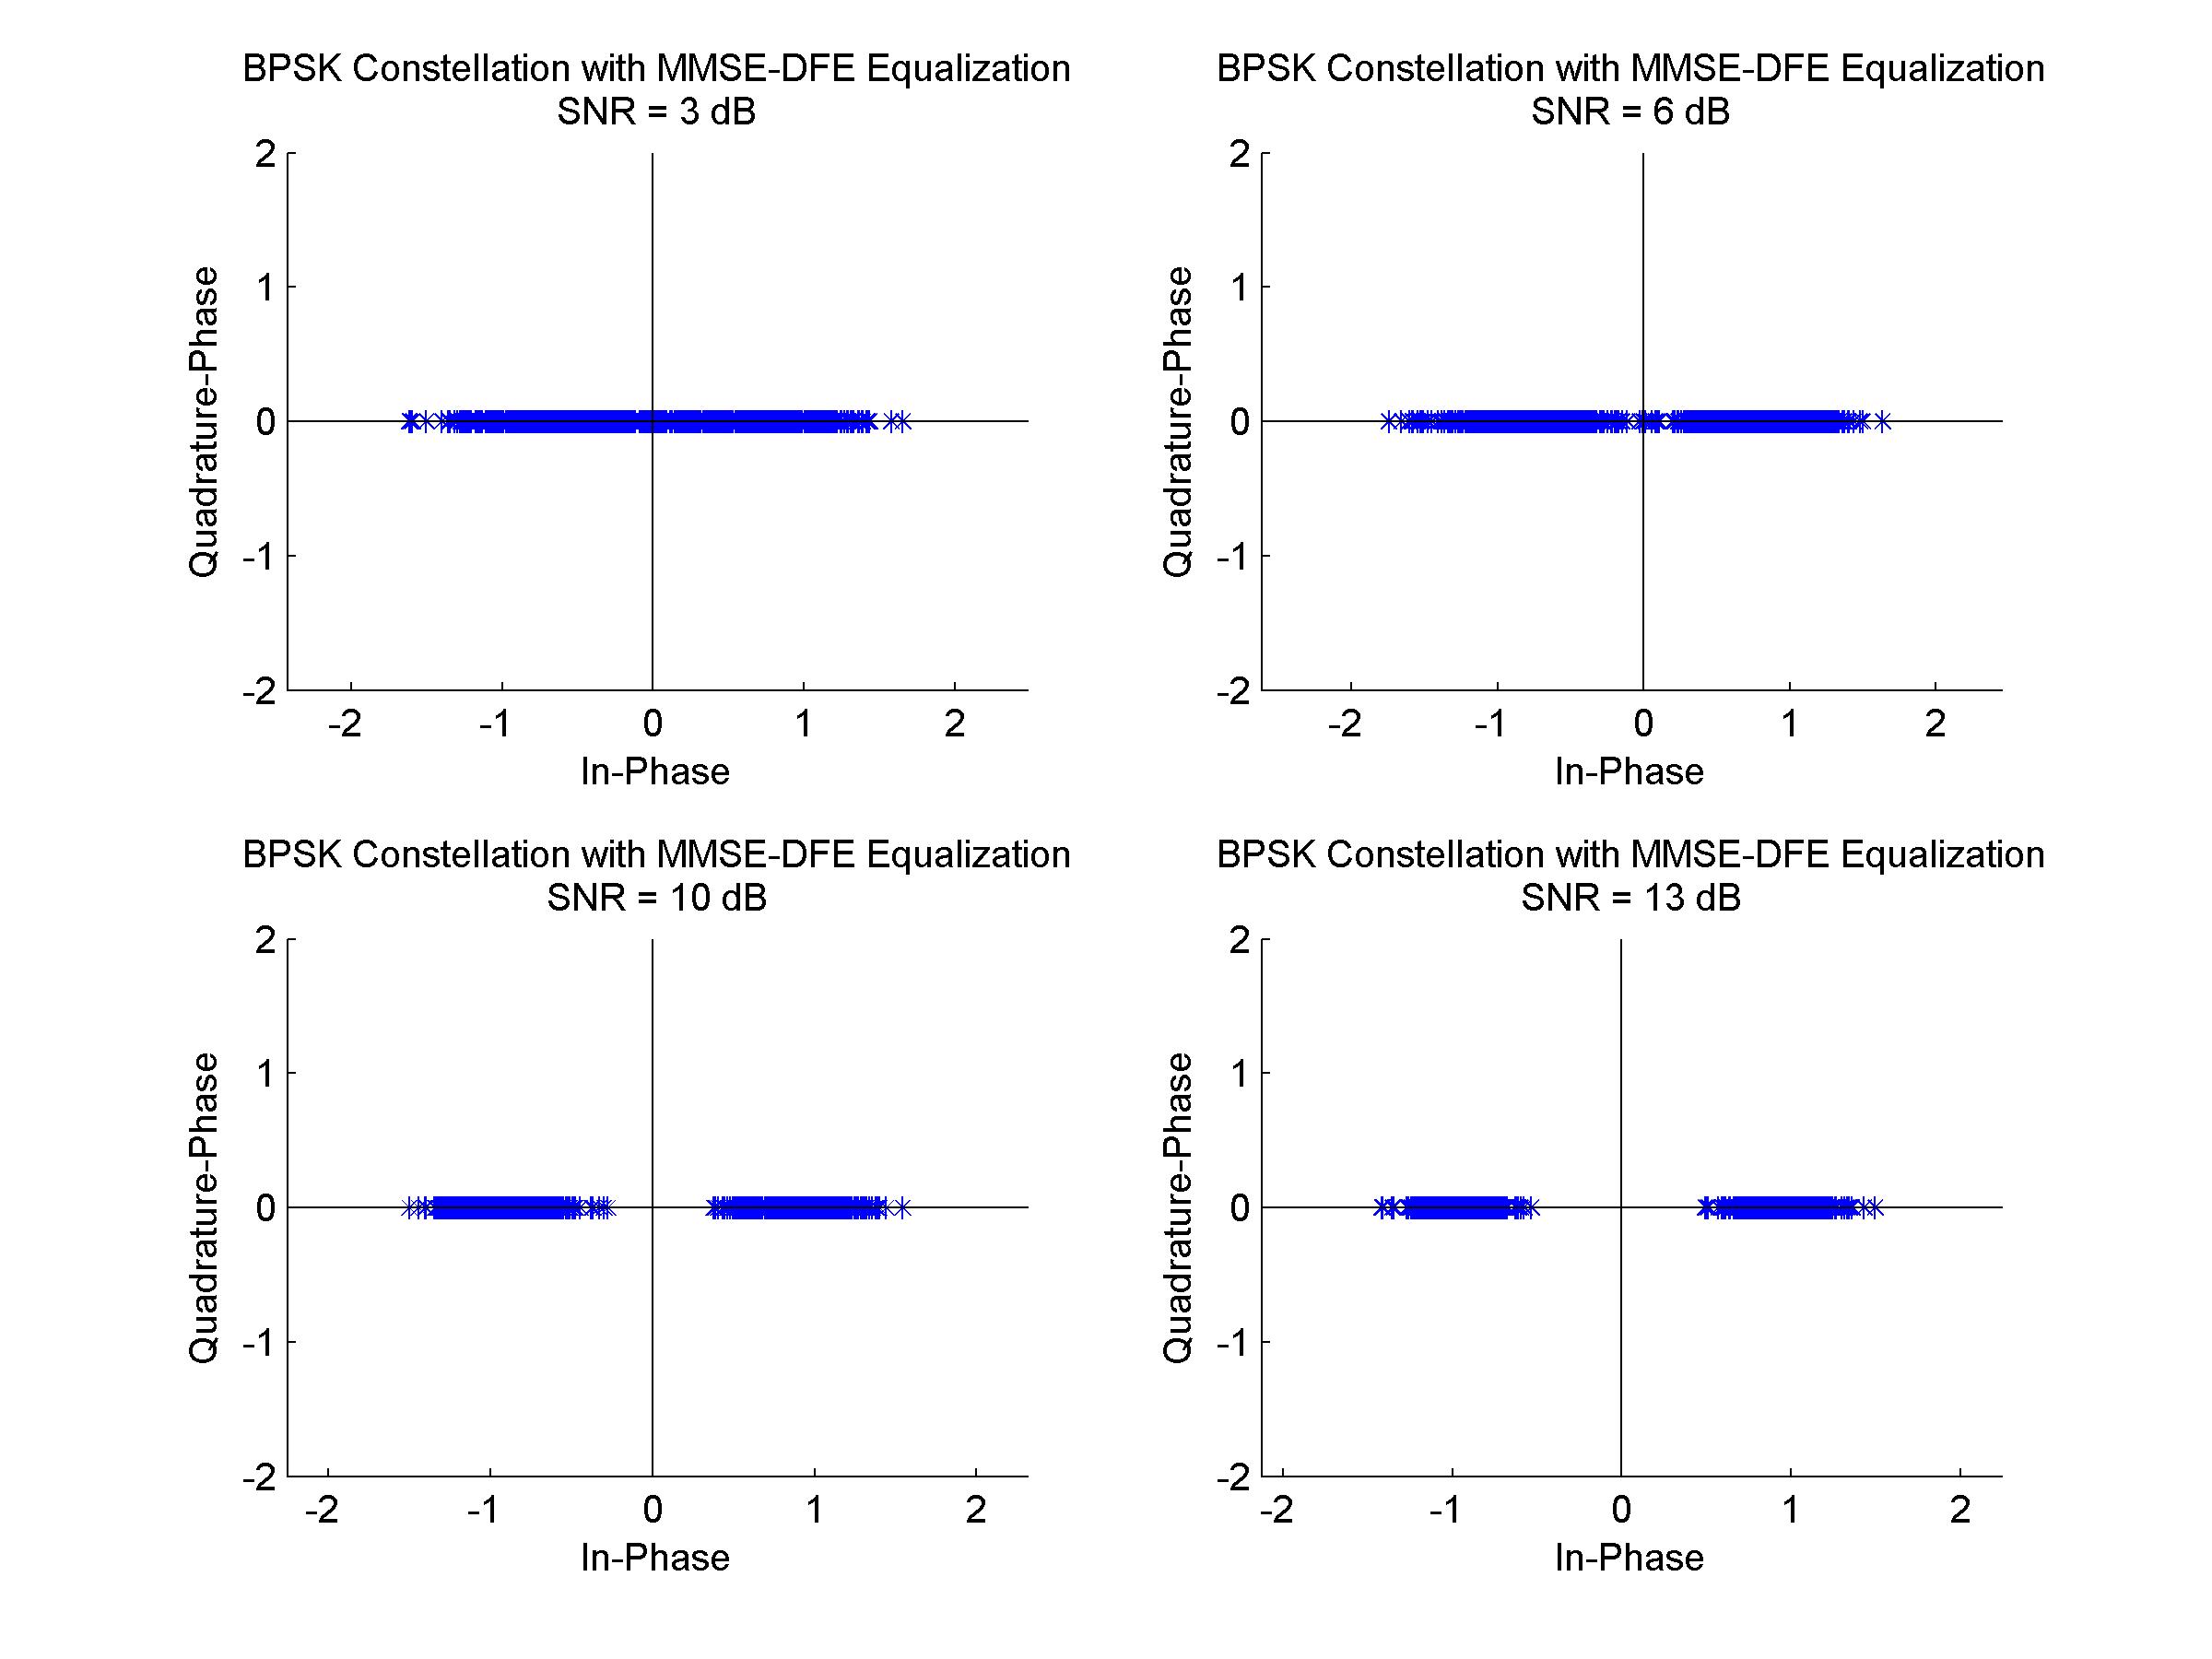 BPSK Constellation with MMSE-DFE Equalization
SNR = 3 dB
2
1
0
-1
-2
Quadrature-Phase
-2 -1 0 1 2
In-Phase
BPSK Constellation with MMSE-DFE Equalization
SNR = 6 dB
2
1
0
-1
-2
Quadrature-Phase
-2 -1 0 1 2
In-Phase
BPSK Constellation with MMSE-DFE Equalization
SNR = 10 dB
2
1
0
-1
-2
Quadrature-Phase
-2 -1 0 1 2
In-Phase
BPSK Constellation with MMSE-DFE Equalization
SNR = 13 dB
2
1
0
-1
-2
Quadrature-Phase
-2 -1 0 1 2
In-Phase